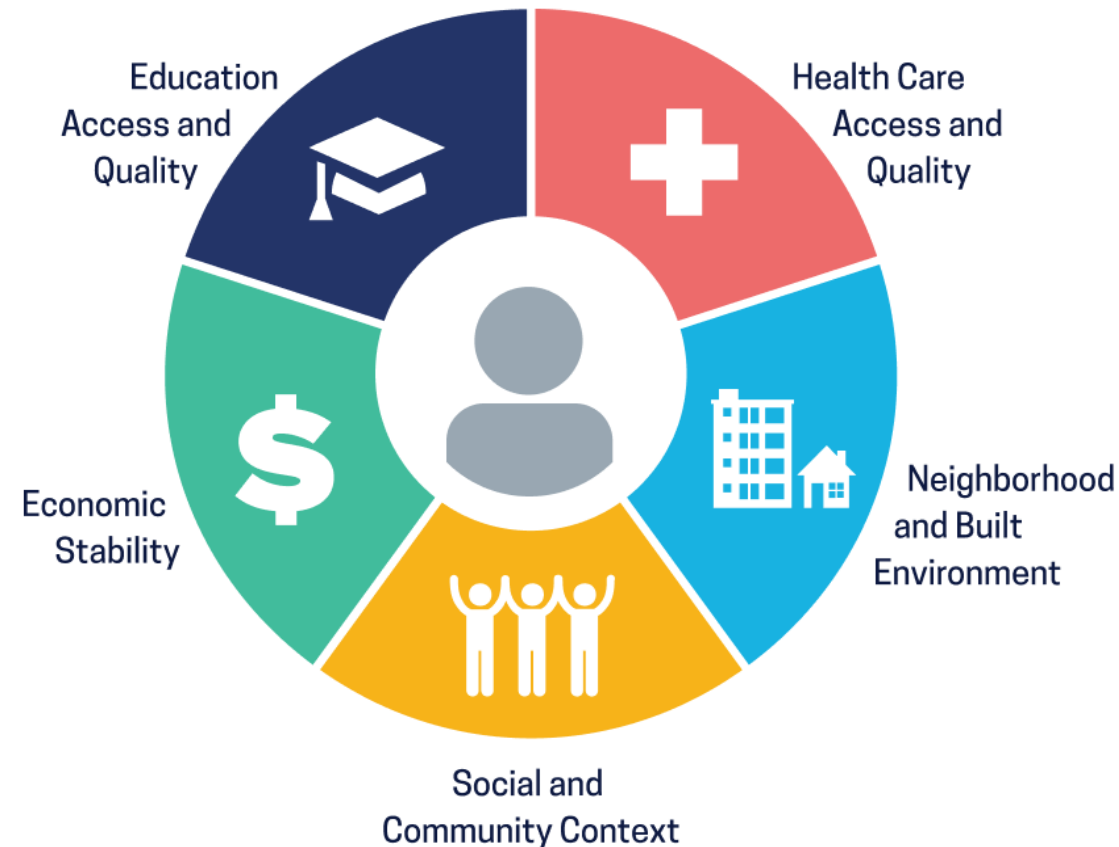 Education
Access and
Quality
Health Care
Access and
Quality
Economic
Stability
Neighborhood
and Built
Environment
Social and
Community Context